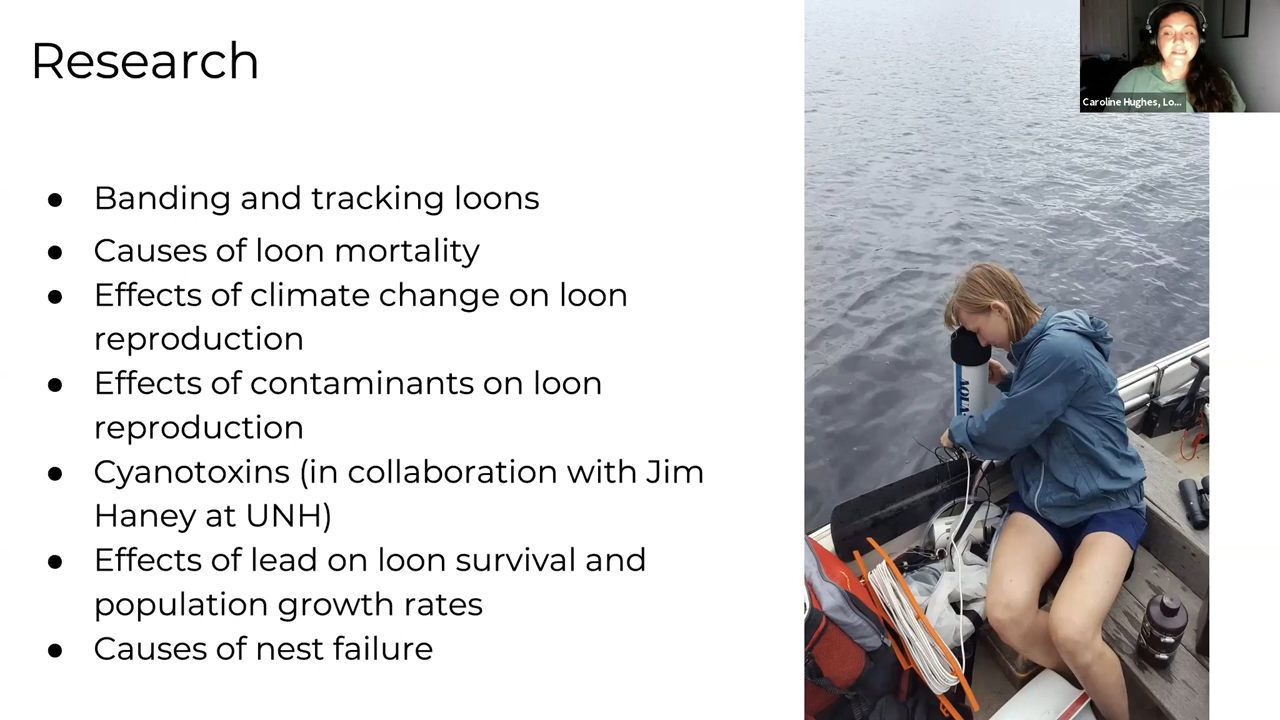 Research
Caroline Hughes, Lo...
● Banding and tracking loons
● Causes of loon mortality
● Effects of climate change on loon
reproduction
● Effects of contaminants on loon
reproduction
● Cyanotoxins (in collaboration with Jim
Haney at UNH)
● Effects of lead on loon survival and
population growth rates
● Causes of nest failure